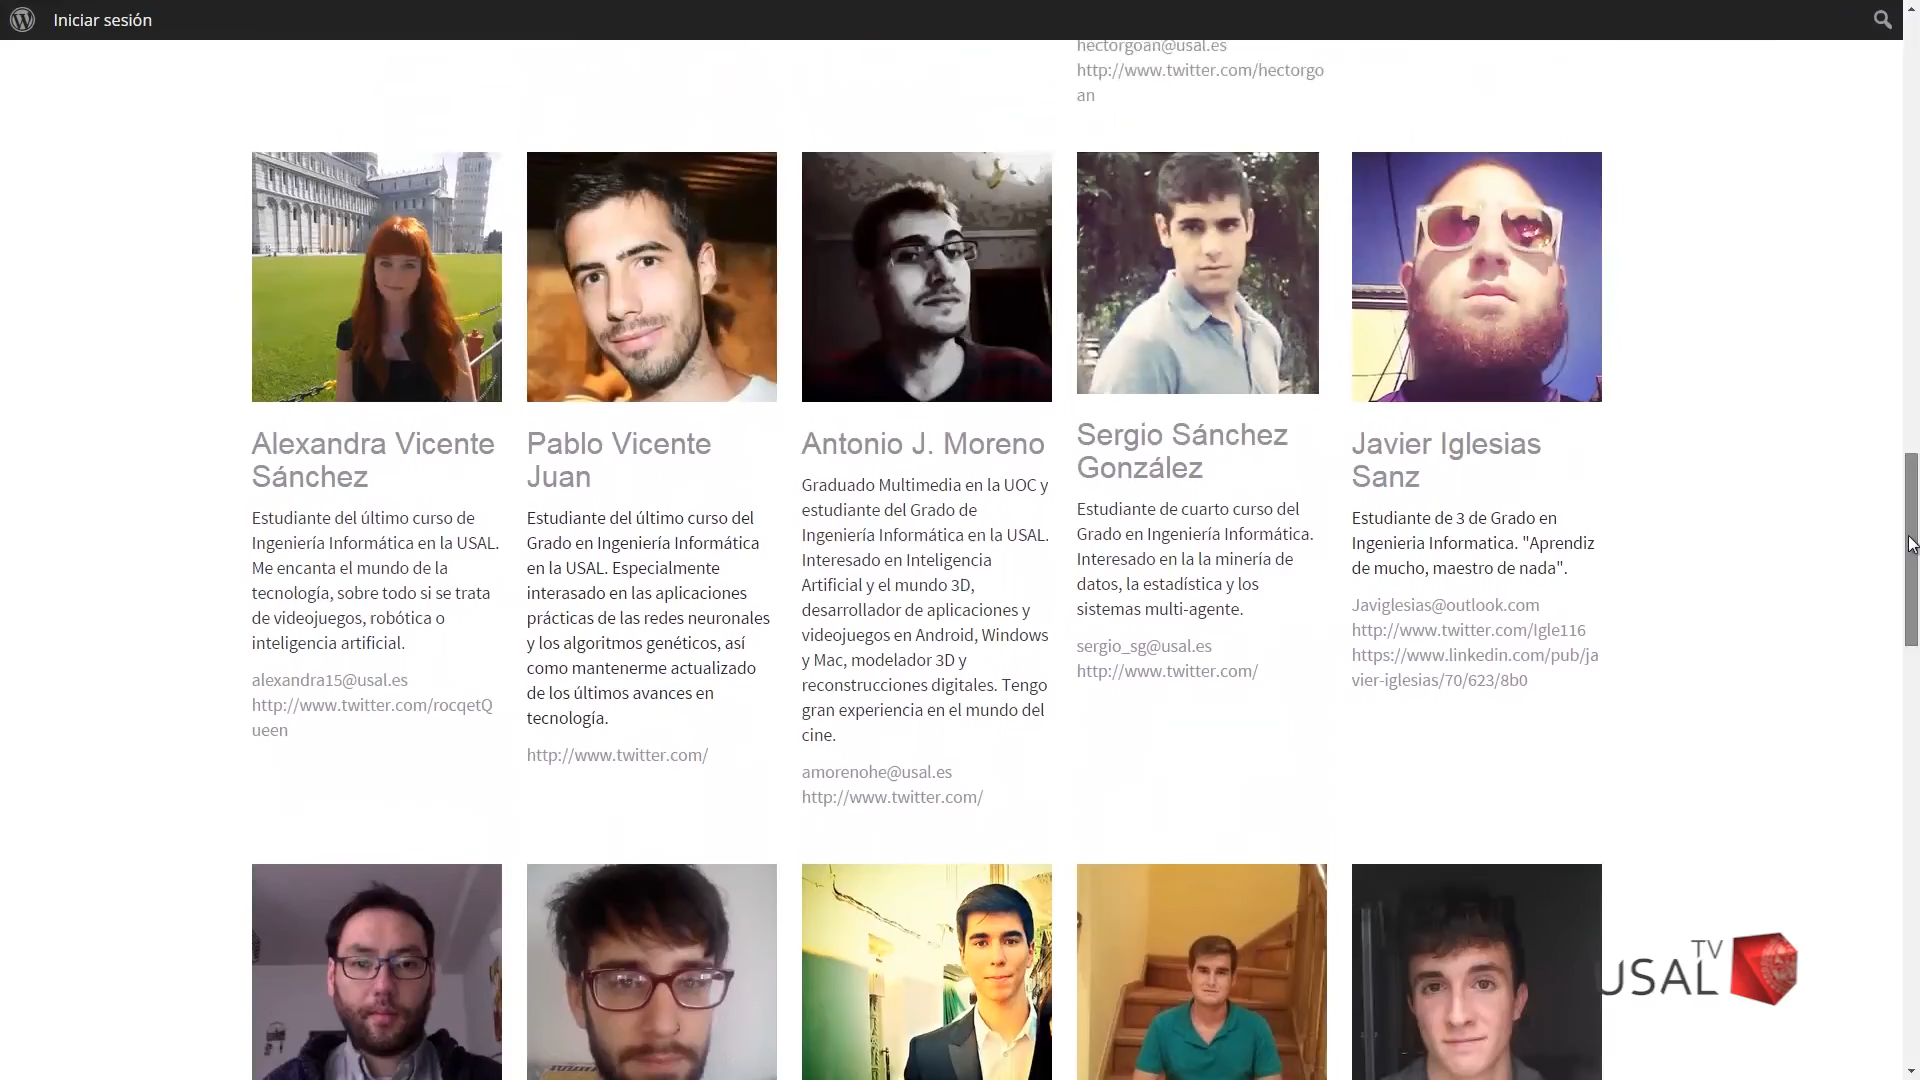 Iniciar sesión
hectorgoan@usal.es
http://www.twitter.com/hectorgo
an
Alexandra Vicente
Sánchez
Estudiante del último curso de
Ingeniería Informática en la USAL.
Me encanta el mundo de la
tecnología, sobre todo si se trata
de videojuegos, robótica o
inteligencia artificial.
alexandra15@usal.es
http://www.twitter.com/rocqetQ
ueen
Pablo Vicente
Juan
Estudiante del último curso del
Grado en Ingeniería Informática
en la USAL. Especialmente
interasado en las aplicaciones
prácticas de las redes neuronales
y los algoritmos genéticos, así
como mantenerme actualizado
de los últimos avances en
tecnología.
http://www.twitter.com/
Antonio J. Moreno
Graduado Multimedia en la UOC y
estudiante del Grado de
Ingeniería Informática en la USAL.
Interesado en Inteligencia
Artificial y el mundo 3D,
desarrollador de aplicaciones y
videojuegos en Android, Windows
y Mac, modelador 3D y
reconstrucciones digitales. Tengo
gran experiencia en el mundo del
cine.
amorenohe@usal.es
http://www.twitter.com/
Sergio Sánchez
González
Estudiante de cuarto curso del
Grado en Ingeniería Informática.
Interesado en la la minería de
datos, la estadística y los
sistemas multi-agente.
sergio_sg@usal.es
http://www.twitter.com/
Javier Iglesias
Sanz
Estudiante de 3 de Grado en
Ingenieria Informatica. "Aprendiz
de mucho, maestro de nada".
Javiglesias@outlook.com
http://www.twitter.com/Igle116
https://www.linkedin.com/pub/ja
vier-iglesias/70/623/8b0
TV
USAL